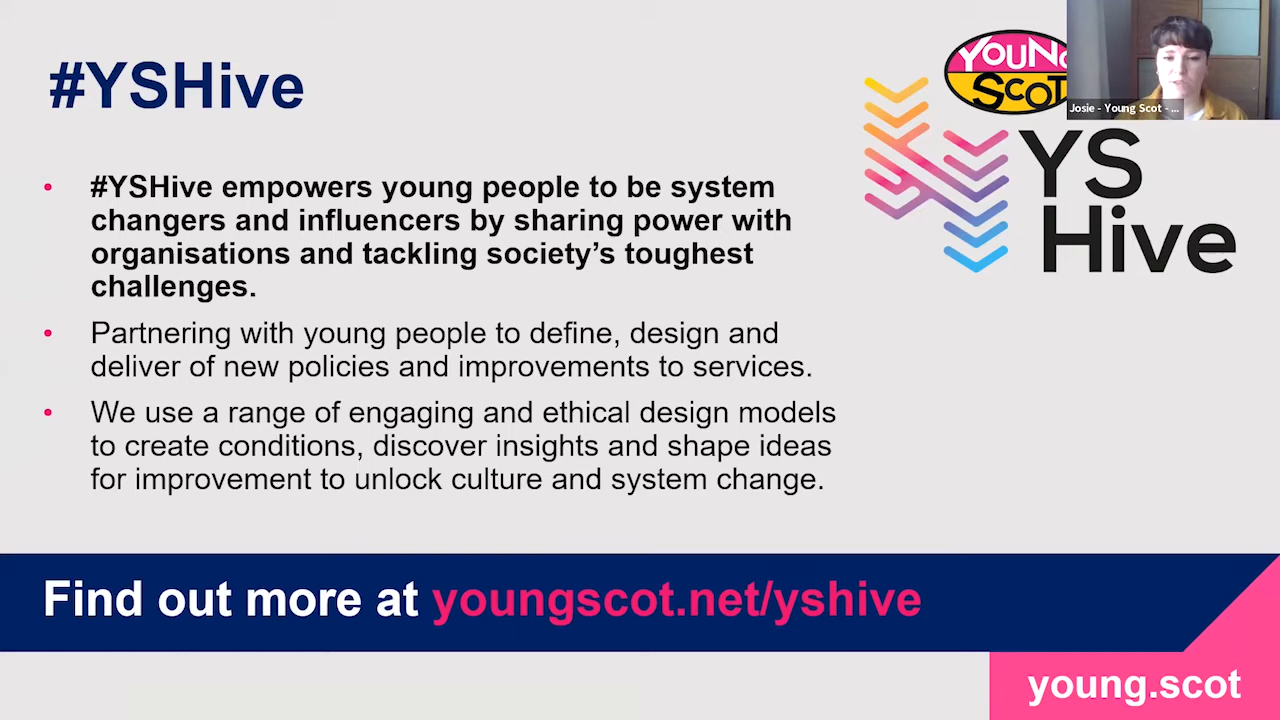 #YSHive
YOUNG
SCOT
Josie - Young Scot - ...
YS
Hive
#YSHive empowers young people to be system
changers and influencers by sharing power with
organisations and tackling society’s toughest
challenges.
Partnering with young people to define, design and
deliver of new policies and improvements to services.
We use a range of engaging and ethical design models
to create conditions, discover insights and shape ideas
for improvement to unlock culture and system change.
Find out more at youngscot.net/yshive
young.scot